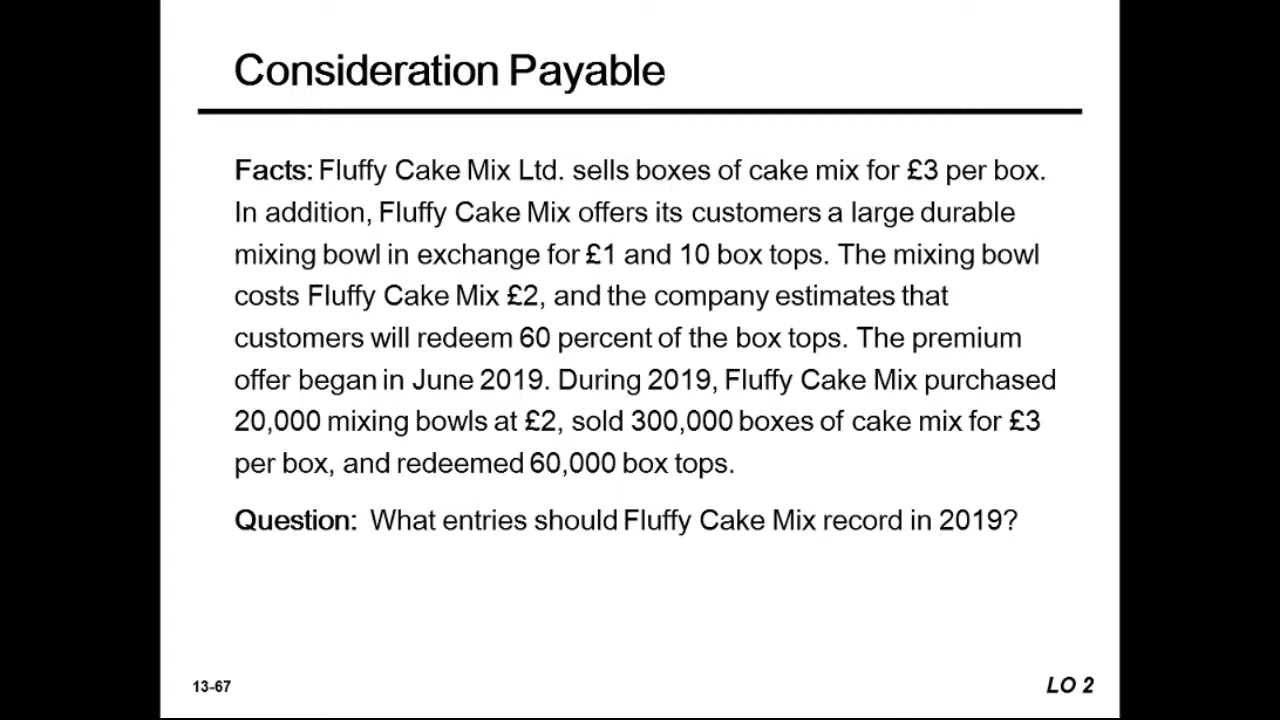 Consideration Payable
Facts: Fluffy Cake Mix Ltd. sells boxes of cake mix for £3 per box.
In addition, Fluffy Cake Mix offers its customers a large durable
mixing bowl in exchange for £1 and 10 box tops. The mixing bowl
costs Fluffy Cake Mix £2, and the company estimates that
customers will redeem 60 percent of the box tops. The premium
offer began in June 2019. During 2019, Fluffy Cake Mix purchased
20,000 mixing bowls at £2, sold 300,000 boxes of cake mix for £3
per box, and redeemed 60,000 box tops.
Question: What entries should Fluffy Cake Mix record in 2019?
13-67
LO 2